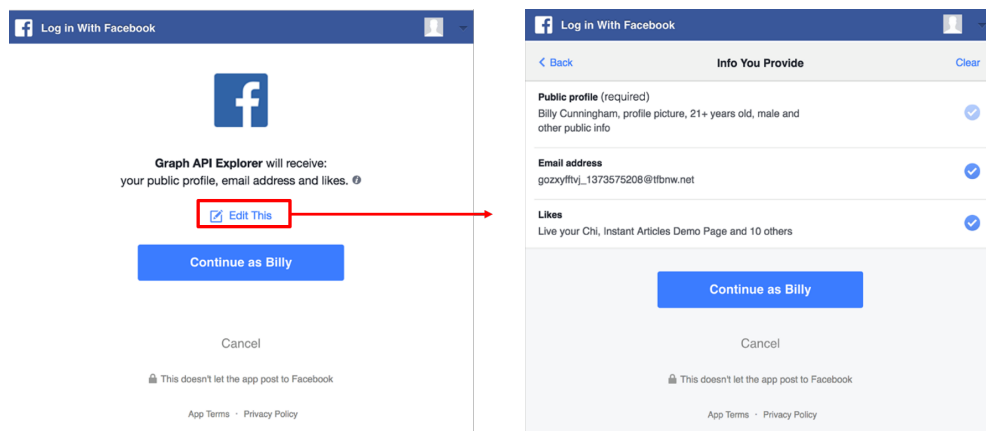 Log in With Facebook
Graph API Explorer will receive:
your public profile, email address and likes.
Edit This
Continue as Billy
Cancel
This doesn't let the app post to Facebook
App Terms · Privacy Policy
Log in With Facebook
Back
Info You Provide
Clear
Public profile (required)
Billy Cunningham, profile picture, 21+ years old, male and
other public info
Email address
gozxyfftvj_1373575208@tfbnw.net
Likes
Live your Chi, Instant Articles Demo Page and 10 others
Continue as Billy
Cancel
This doesn't let the app post to Facebook
App Terms · Privacy Policy